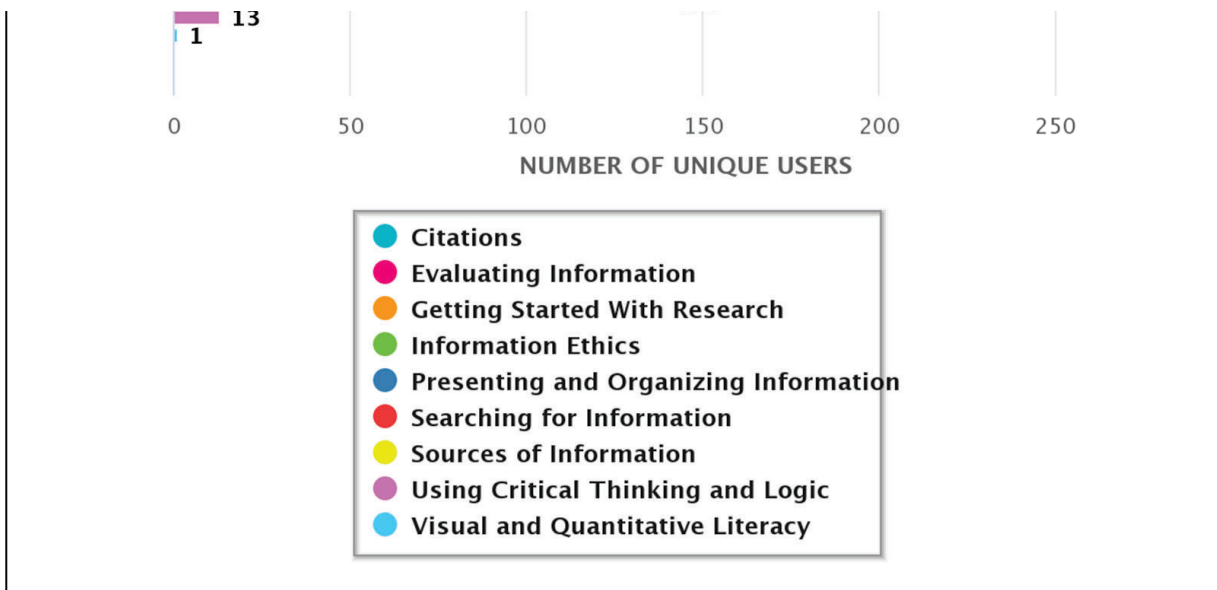 13
1
0 50 100 150 200 250
NUMBER OF UNIQUE USERS
Citations
Evaluating Information
Getting Started With Research
Information Ethics
Presenting and Organizing Information
Searching for Information
Sources of Information
Using Critical Thinking and Logic
Visual and Quantitative Literacy